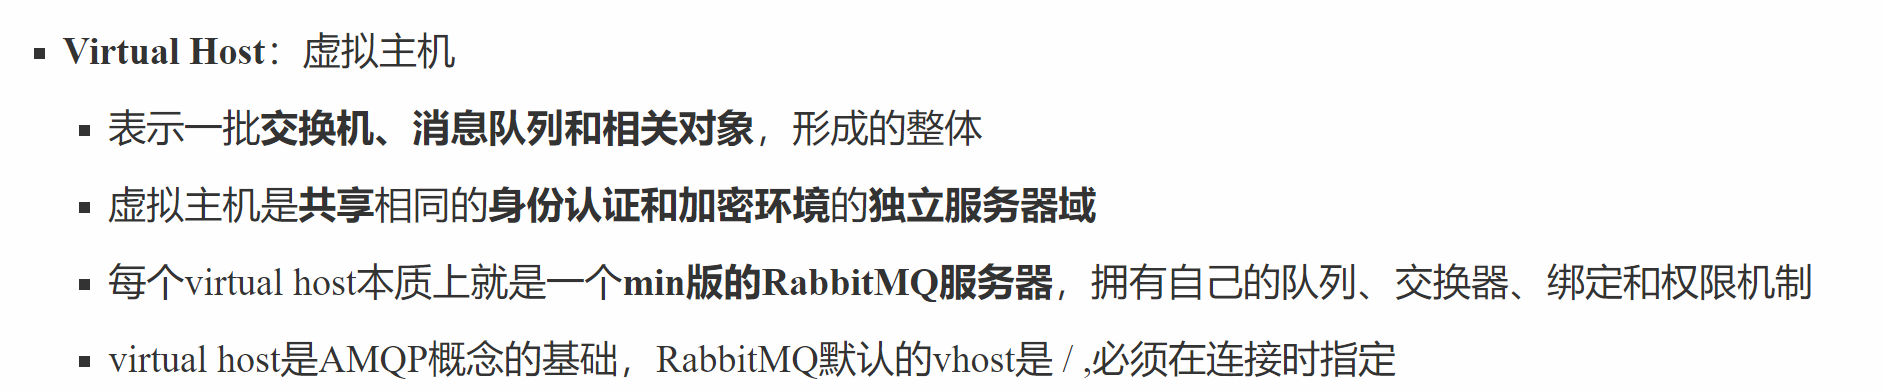 Virtual Host：虚拟主机
表示一批交换机、消息队列和相关对象，形成的整体
虚拟主机是共享相同的身份认证和加密环境的独立服务器域
每个virtual host本质上就是一个min版的RabbitMQ服务器，拥有自己的队列、交换器、绑定和权限机制
virtual host是AMQP概念的基础，RabbitMQ默认的vhost是 / ,必须在连接时指定